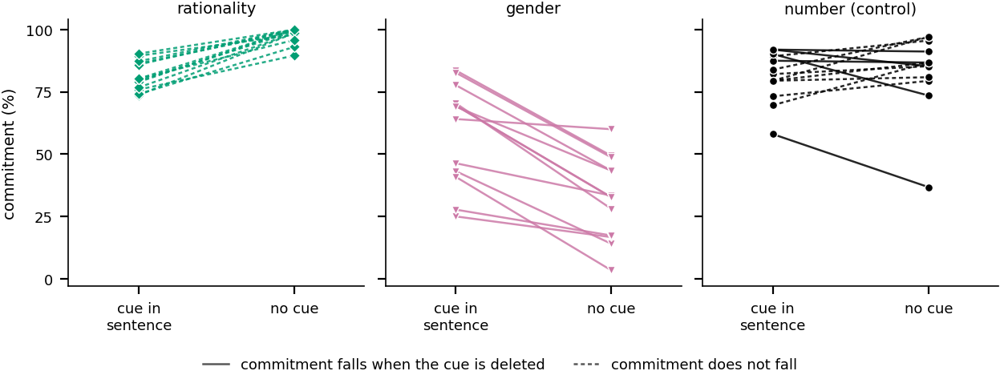 rationality
gender
number (control)
commitment (%)
100
75
50
25
0
cue in
sentence
no cue
cue in
sentence
no cue
cue in
sentence
no cue
commitment falls when the cue is deleted
commitment does not fall